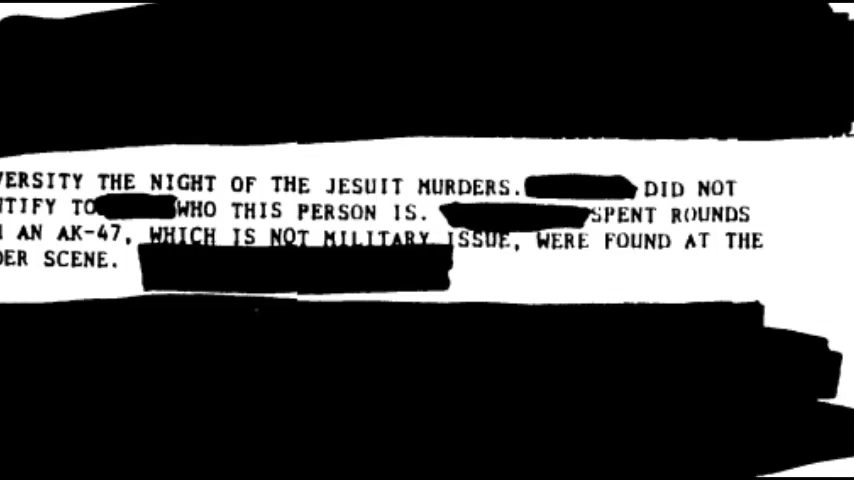 VERSITY THE NIGHT OF THE JESUIT MURDERS. DID NOT
NTIFY TO WHO THIS PERSON IS. SPENT ROUNDS
AN AK-47, WHICH IS NOT MILITARY ISSUE, WERE FOUND AT THE
DER SCENE.